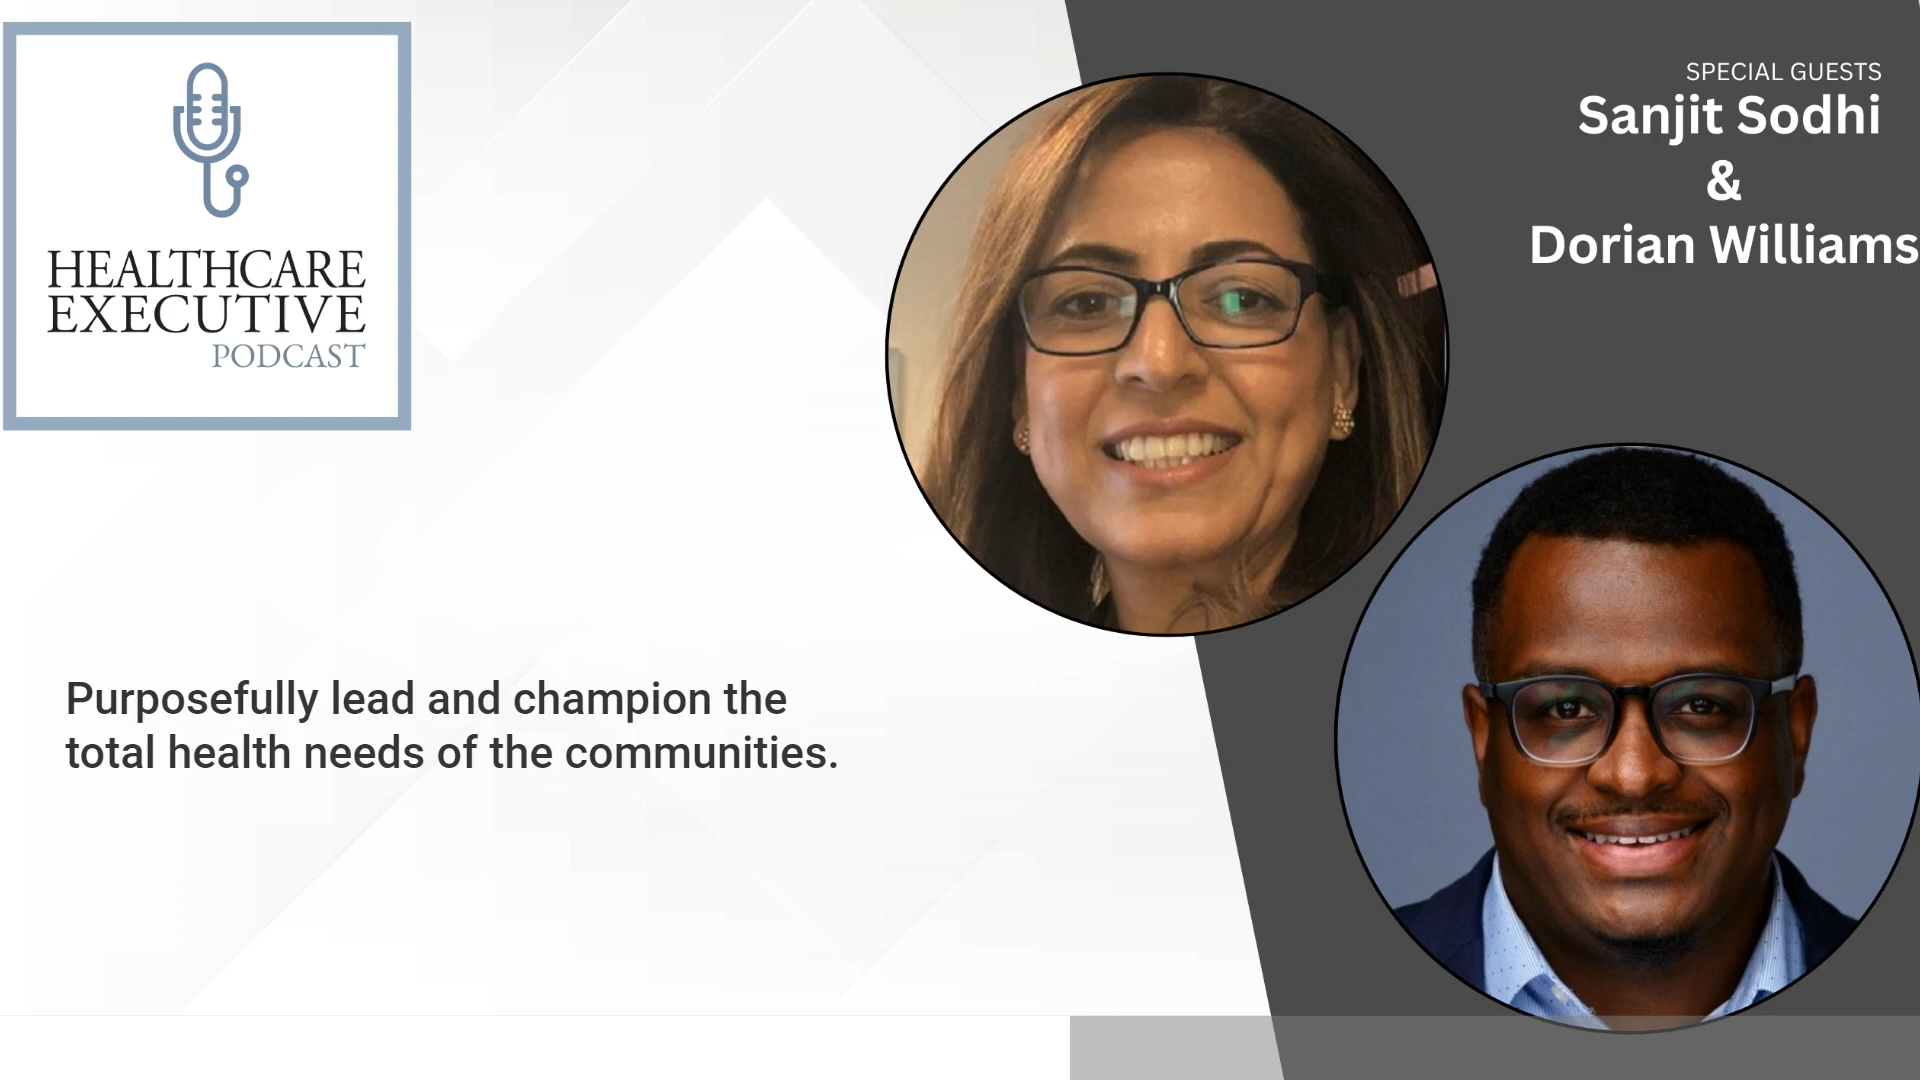 HEALTHCARE
EXECUTIVE
PODCAST
SPECIAL GUESTS
Sanjit Sodhi
&
Dorian Williams
Purposefully lead and champion the
total health needs of the communities.